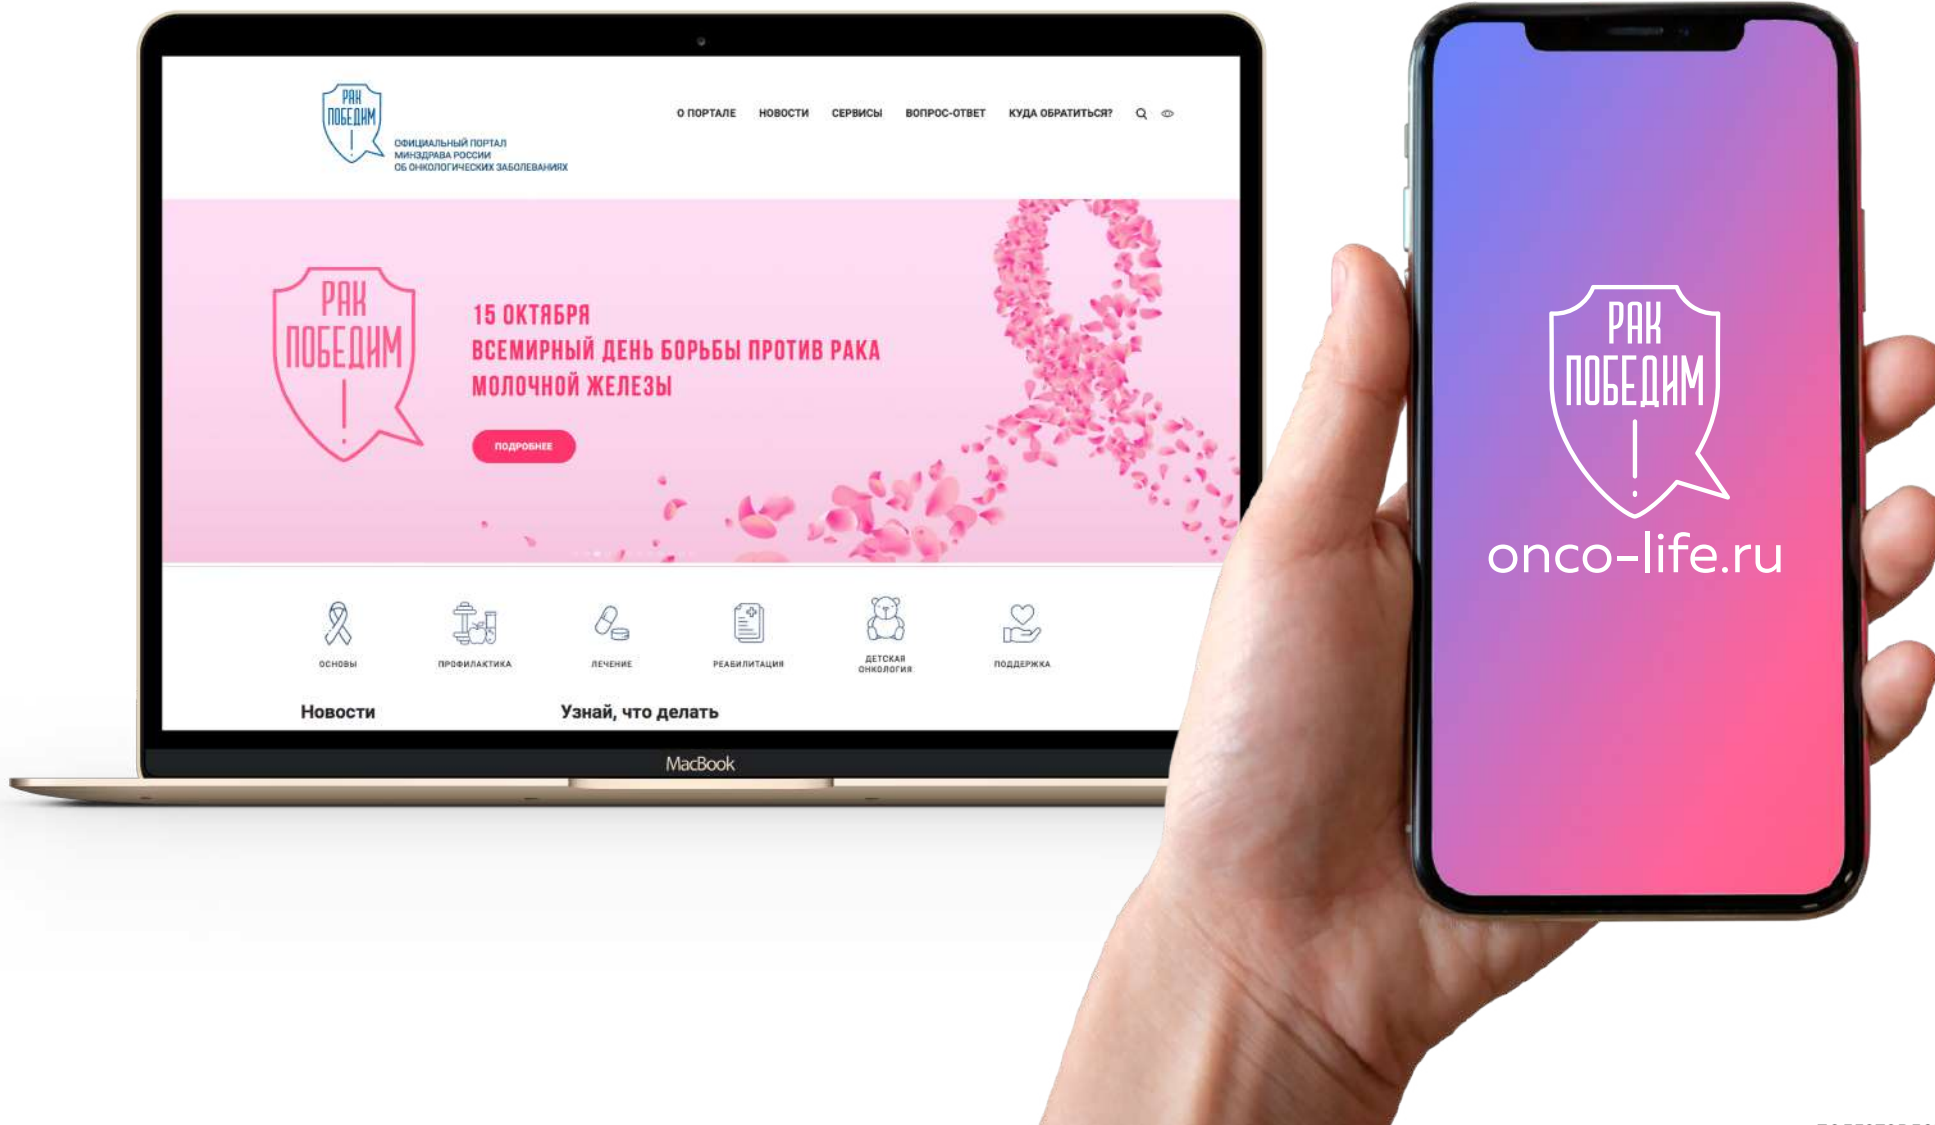 РАК
ПОБЕДИМ
!
ОФИЦИАЛЬНЫЙ ПОРТАЛ
МИНЗДРАВА РОССИИ
ОБ ОНКОЛОГИЧЕСКИХ ЗАБОЛЕВАНИЯХ
О ПОРТАЛЕ НОВОСТИ СЕРВИСЫ ВОПРОС-ОТВЕТ КУДА ОБРАТИТЬСЯ?
РАК
ПОБЕДИМ
!
15 ОКТЯБРЯ
ВСЕМИРНЫЙ ДЕНЬ БОРЬБЫ ПРОТИВ РАКА
МОЛОЧНОЙ ЖЕЛЕЗЫ
ПОДРОБНЕЕ
ОСНОВЫ ПРОФИЛАКТИКА ЛЕЧЕНИЕ РЕАБИЛИТАЦИЯ ДЕТСКАЯ
ОНКОЛОГИЯ ПОДДЕРЖКА
Новости Узнай, что делать
MacBook
РАК
ПОБЕДИМ
!
onco-life.ru